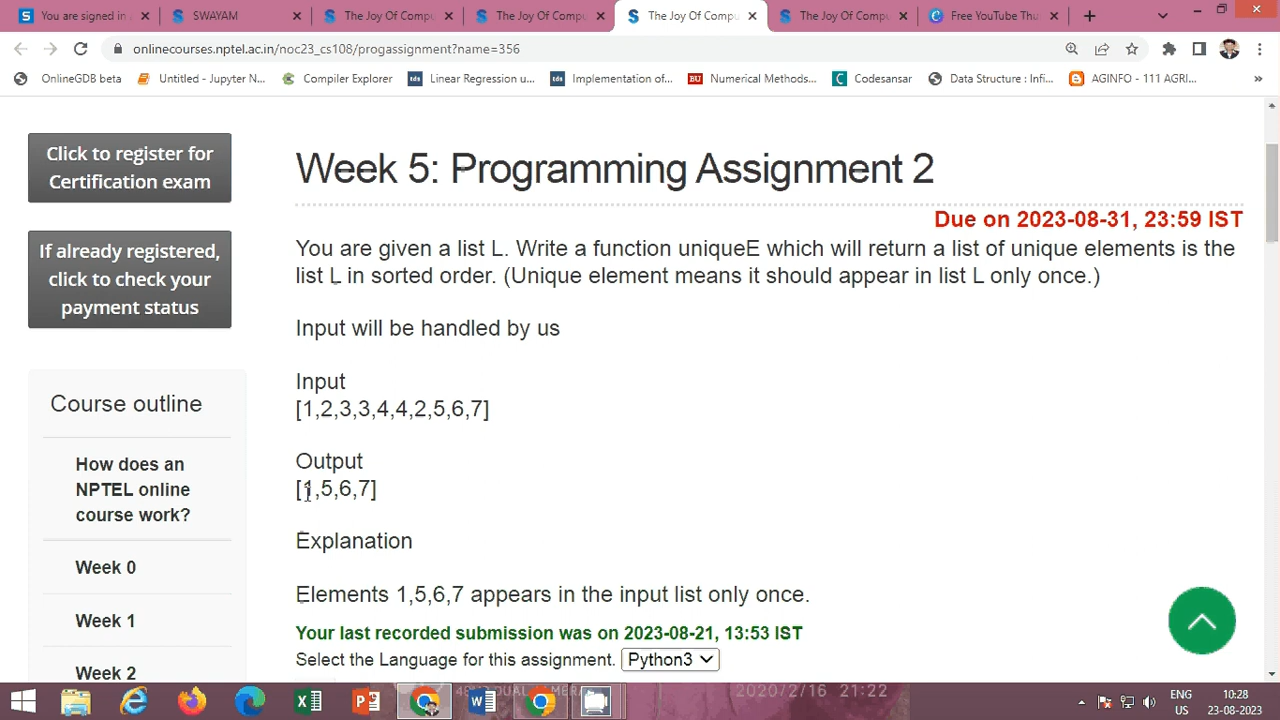 You are signed in
SWAYAM
The Joy Of Compu
The Joy Of Compu
The Joy Of Compu
The Joy Of Compu
Free YouTube Thu
onlinecourses.nptel.ac.in/noc23_cs108/progassignment?name=356
OnlineGDB beta
Untitled - Jupyter N...
Compiler Explorer
tds
Linear Regression u...
tds
Implementation of...
BU
Numerical Methods...
Codesansar
Data Structure : Infi...
AGINFO - 111 AGRI...
»
Click to register for
Certification exam
If already registered,
click to check your
payment status
Course outline
How does an
NPTEL online
course work?
Week 0
Week 1
Week 2
Week 5: Programming Assignment 2
Due on 2023-08-31, 23:59 IST
You are given a list L. Write a function uniqueE which will return a list of unique elements is the
list L in sorted order. (Unique element means it should appear in list L only once.)
Input will be handled by us
Input
[1,2,3,3,4,4,2,5,6,7]
Output
[1,5,6,7]
Explanation
Elements 1,5,6,7 appears in the input list only once.
Your last recorded submission was on 2023-08-21, 13:53 IST
Select the Language for this assignment. Python3
DUAL CAMERA
2020/2/16 21:22
ENG
US
10:28
23-08-2023